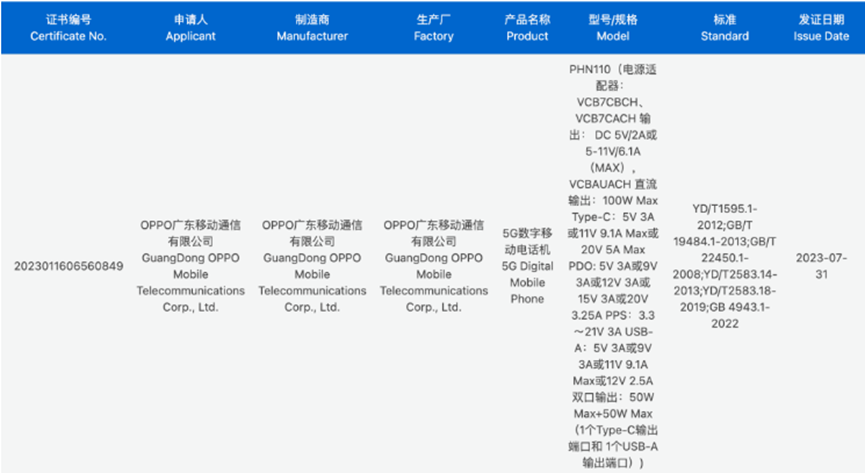 证书编号
Certificate No.
申请人
Applicant
制造商
Manufacturer
生产厂
Factory
产品名称
Product
型号/规格
Model
标准
Standard
发证日期
Issue Date
2023011606560849
OPPO广东移动通信
有限公司
GuangDong OPPO
Mobile
Telecommunications
Corp., Ltd.
OPPO广东移动通信
有限公司
GuangDong OPPO
Mobile
Telecommunications
Corp., Ltd.
OPPO广东移动通信
有限公司
GuangDong OPPO
Mobile
Telecommunications
Corp., Ltd.
5G数字移
动电话机
5G Digital
Mobile
Phone
PHN110（电源适
配器：
VCB7CBCH、
VCB7CACH 输
出： DC 5V/2A或
5-11V/6.1A
（MAX），
VCBAUACH 直流
输出：100W Max
Type-C：5V 3A
或11V 9.1A Max或
20V 5A Max
PDO: 5V 3A或9V
3A或12V 3A或
15V 3A或20V
3.25A PPS：3.3
～21V 3A USB-
A：5V 3A或9V
3A或11V 9.1A
Max或12V 2.5A
双口输出：50W
Max+50W Max
（1个Type-C输出
端口和 1个USB-A
输出端口）)
YD/T1595.1-
2012;GB/T
19484.1-2013;GB/T
22450.1-
2008;YD/T2583.14-
2013;YD/T2583.18-
2019;GB 4943.1-
2022
2023-07-
31